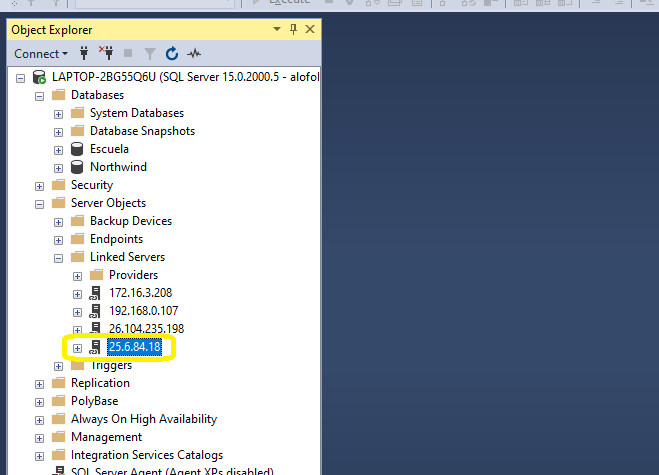 Execute
Object Explorer
Connect
LAPTOP-2BG55Q6U (SQL Server 15.0.2000.5 - alofol
Databases
System Databases
Database Snapshots
Escuela
Northwind
Security
Server Objects
Backup Devices
Endpoints
Linked Servers
Providers
172.16.3.208
192.168.0.107
26.104.235.198
25.6.84.18
Triggers
Replication
PolyBase
Always On High Availability
Management
Integration Services Catalogs
SQL Server Agent (Agent XPs disabled)